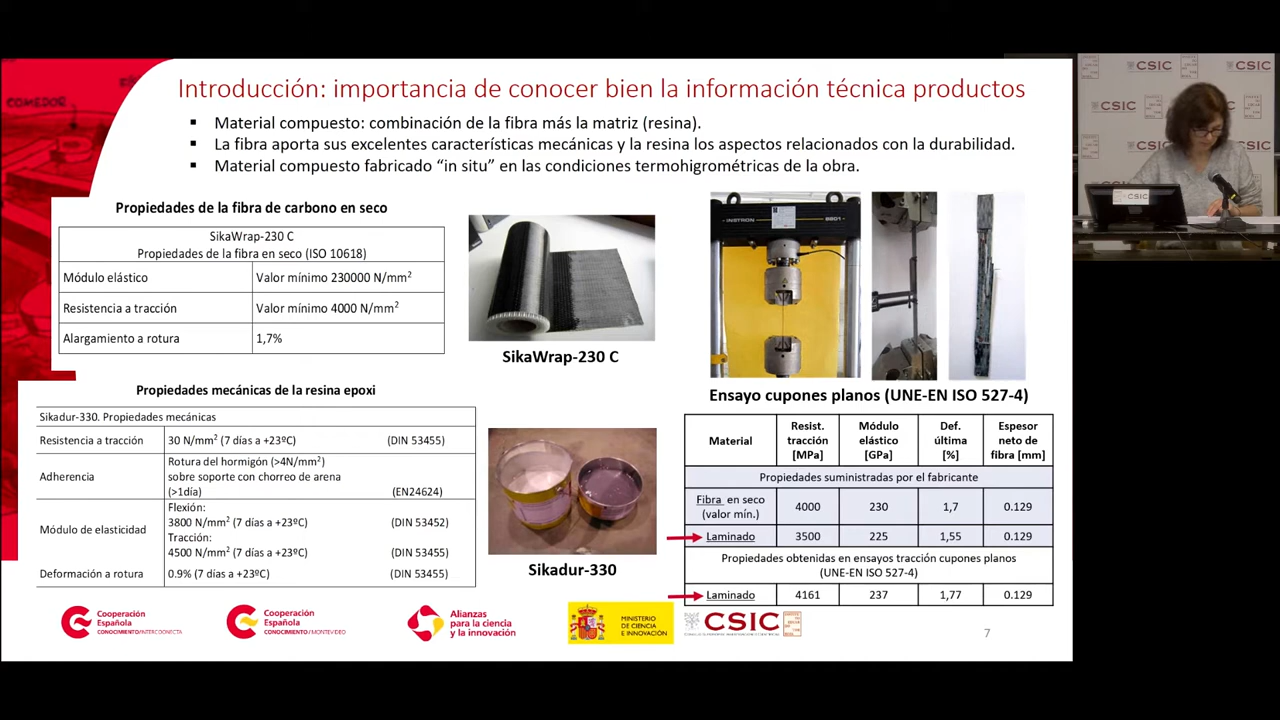 Introducción: importancia de conocer bien la información técnica productos
▪ Material compuesto: combinación de la fibra más la matriz (resina).
▪ La fibra aporta sus excelentes características mecánicas y la resina los aspectos relacionados con la durabilidad.
▪ Material compuesto fabricado “in situ” en las condiciones termohigrométricas de la obra.
Propiedades de la fibra de carbono en seco
SikaWrap-230 C
Propiedades de la fibra en seco (ISO 10618)
Módulo elástico Valor mínimo 230000 N/mm²
Resistencia a tracción Valor mínimo 4000 N/mm²
Alargamiento a rotura 1,7%
SikaWrap-230 C
Propiedades mecánicas de la resina epoxi
Sikadur-330. Propiedades mecánicas
Resistencia a tracción 30 N/mm² (7 días a +23ºC) (DIN 53455)
Adherencia Rotura del hormigón (>4N/mm²)
sobre soporte con chorreo de arena
(>1día) (EN24624)
Módulo de elasticidad Flexión:
3800 N/mm² (7 días a +23ºC) (DIN 53452)
Tracción:
4500 N/mm² (7 días a +23ºC) (DIN 53455)
Deformación a rotura 0.9% (7 días a +23ºC) (DIN 53455)
Sikadur-330
INSTRON 8801
Ensayo cupones planos (UNE-EN ISO 527-4)
Material Resist. tracción [MPa] Módulo elástico [GPa] Def. última [%] Espesor neto de fibra [mm]
Propiedades suministradas por el fabricante
Fibra en seco (valor mín.) 4000 230 1,7 0.129
Laminado 3500 225 1,55 0.129
Propiedades obtenidas en ensayos tracción cupones planos
(UNE-EN ISO 527-4)
Laminado 4161 237 1,77 0.129
Cooperación
Española
CONOCIMIENTO/INTERCOONECTA
Cooperación
Española
CONOCIMIENTO/MONTEVIDEO
Alianzas
para la ciencia
y la innovación
MINISTERIO
DE CIENCIA
E INNOVACIÓN
CSIC
7
COMEDOR
CSIC
CSIC
CSIC
CSIC
CSIC